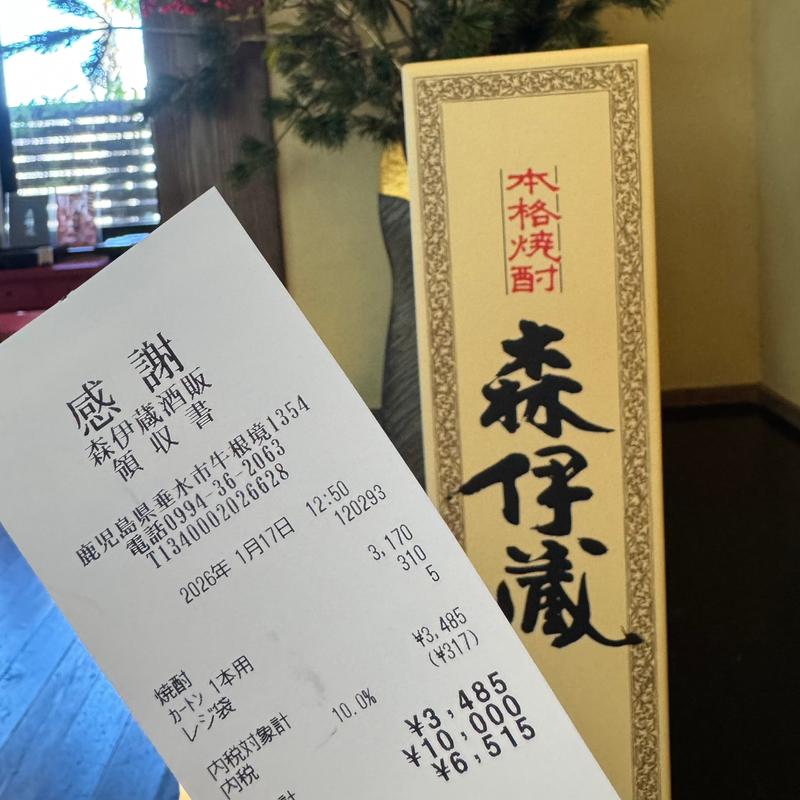 感謝
森伊蔵酒販
領収書
鹿児島県垂水市牛根境1354
電話0994-36-2063
T1340002026628
2026年 1月17日 12:50
120293
焼酎 3,170
カートン 1本用 310
レジ袋 5
内税対象計 ¥3,485
内税 10.0% (¥317)
計 ¥3,485
¥10,000
¥6,515
本格焼酎
森伊蔵